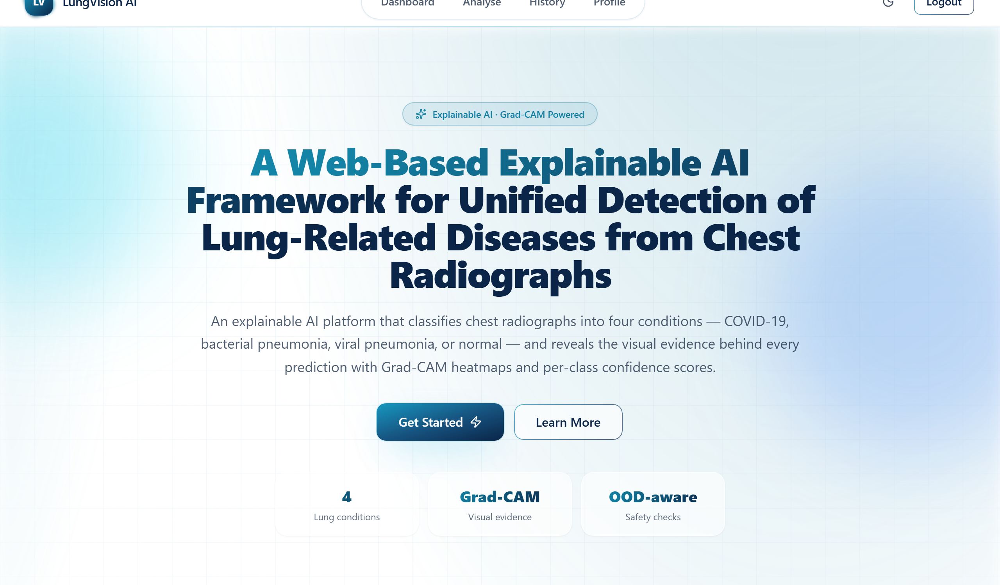 LV LungVision AI Dashboard Analyse History Profile Logout
Explainable AI · Grad-CAM Powered
A Web-Based Explainable AI
Framework for Unified Detection of
Lung-Related Diseases from Chest
Radiographs
An explainable AI platform that classifies chest radiographs into four conditions — COVID-19,
bacterial pneumonia, viral pneumonia, or normal — and reveals the visual evidence behind every
prediction with Grad-CAM heatmaps and per-class confidence scores.
Get Started Learn More
4 Grad-CAM OOD-aware
Lung conditions Visual evidence Safety checks